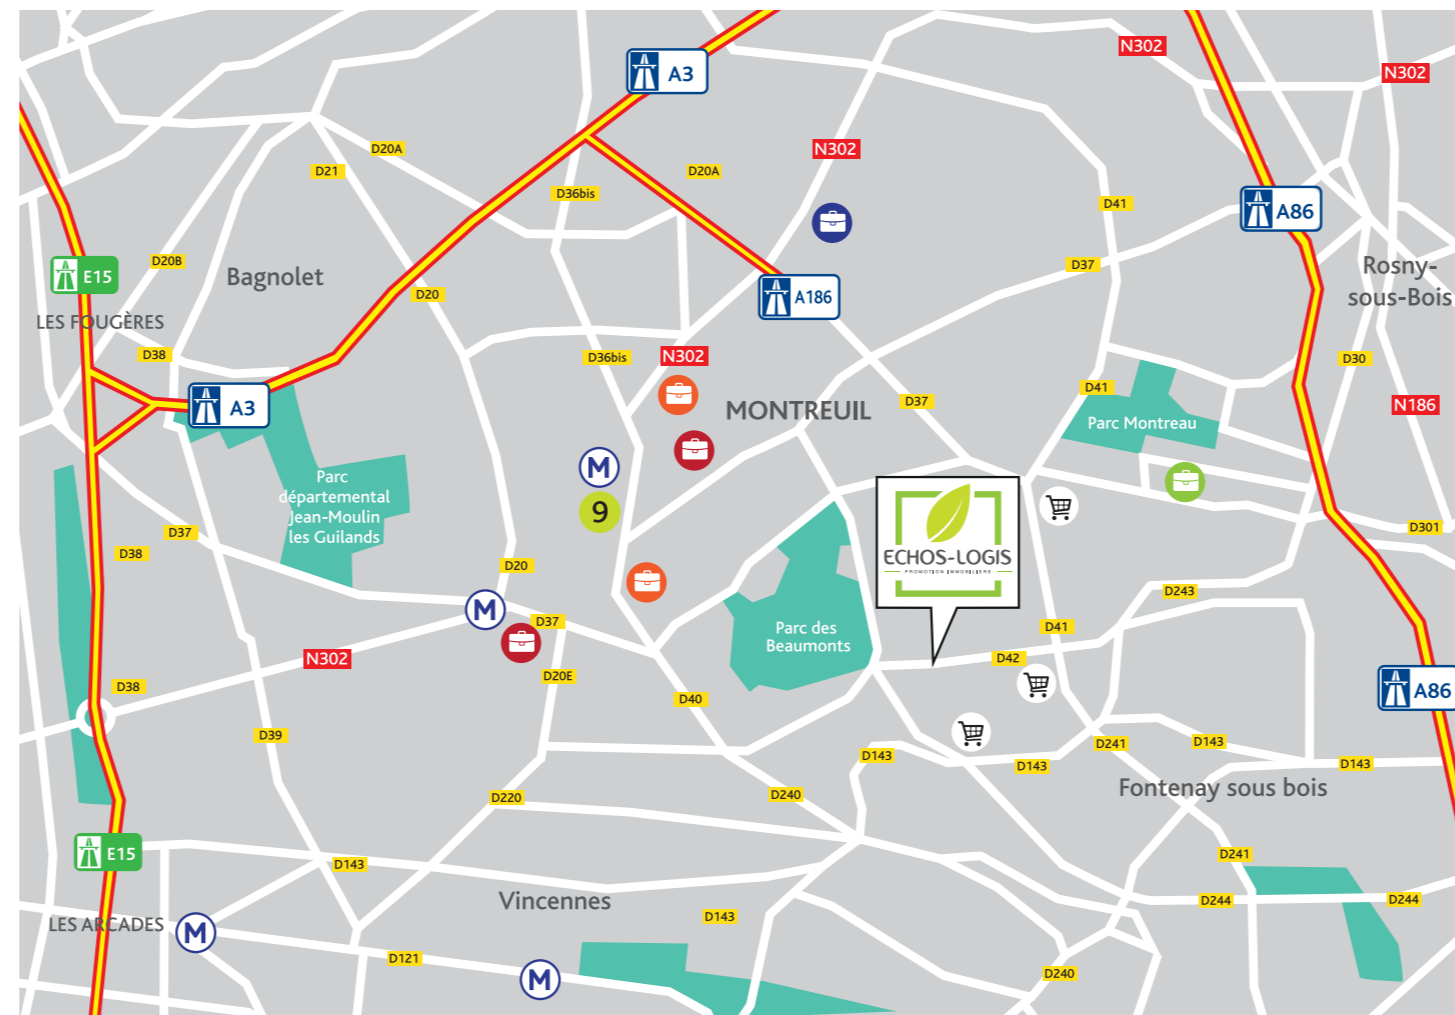 N302
A3
N302
D20A
N302
D21
D20A
D36bis
D41
A86
D20B
E15
Bagnolet
D37
Rosny-
sous-Bois
D20
A186
LES FOUGÈRES
D38
D36bis
N302
D30
A3
D41
N186
MONTREUIL
D37
Parc Montreau
M
Parc
départemental
Jean-Moulin
les Guilands
9
D37
D301
ECHOS-LOGIS
PROMOTION IMMOBILIÈRE
D38
D20
D243
M
D37
Parc des
Beaumonts
D41
N302
D42
D20E
D38
D40
A86
D39
D143
D241
D143
D143
D143
Fontenay sous bois
D220
D240
E15
D143
D241
Vincennes
D244
D244
LES ARCADES
D143
M
D121
M
D240